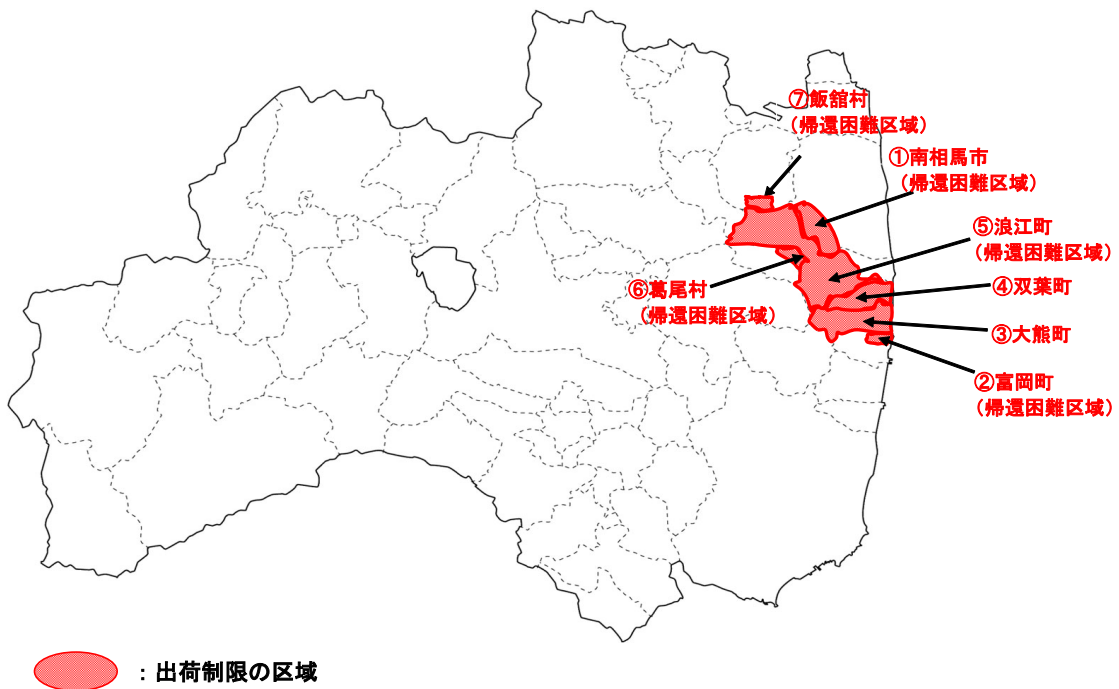 ⑦飯舘村
(帰還困難区域)
①南相馬市
(帰還困難区域)
⑤浪江町
(帰還困難区域)
⑥葛尾村
(帰還困難区域)
④双葉町
③大熊町
②富岡町
(帰還困難区域)
：出荷制限の区域